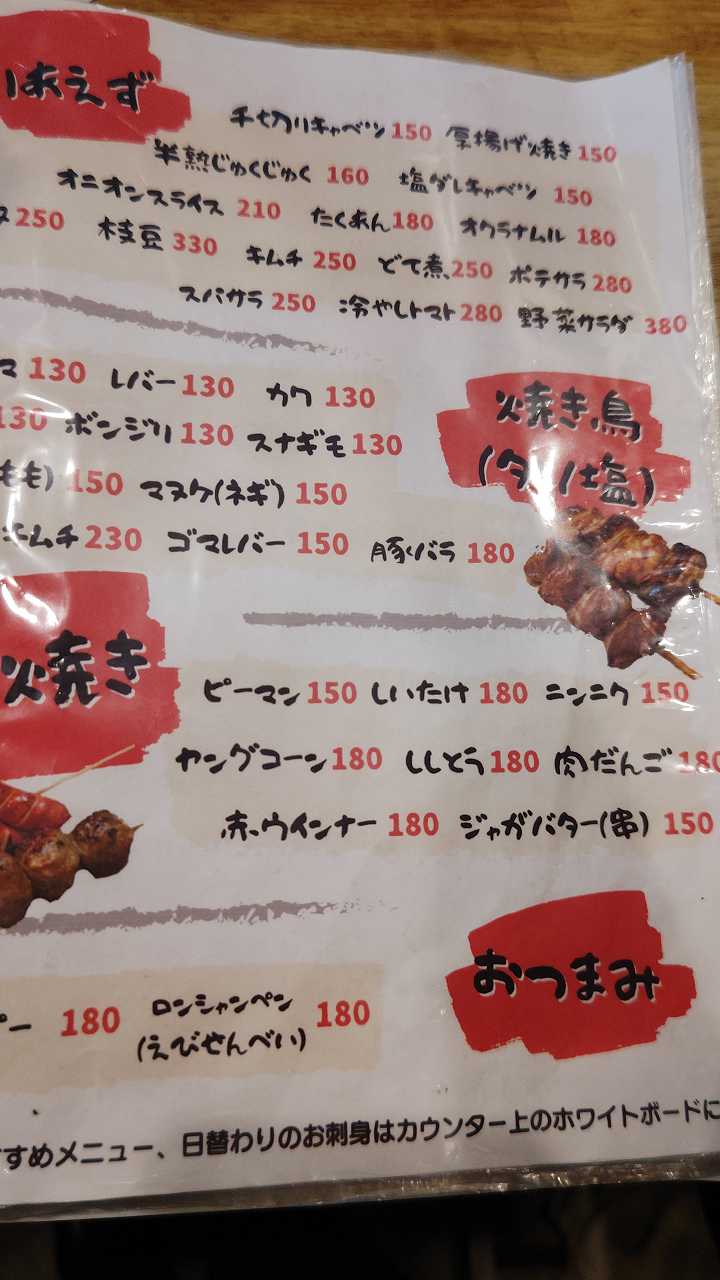 りあえず
千切りキャベツ 150 厚揚げ焼き 150
半熟じゅくじゅく 160 塩ダレキャベツ 150
オニオンスライス 210 たくあん 180 オクラナムル 180
250 枝豆 330 キムチ 250 どて煮 250 ポテサラ 280
スパサラ 250 冷やしトマト 280 野菜サラダ 380
焼き鳥
(タレ/塩)
マ 130 レバー 130 カワ 130
130 ボンジリ 130 スナギモ 130
もも) 150 マヌケ(ネギ) 150
キムチ 230 ゴマレバー 150 豚バラ 180
焼き
ピーマン 150 しいたけ 180 ニンニク 150
ヤングコーン 180 ししとう 180 肉だんご 180
赤ウインナー 180 ジャガバター(串) 150
おつまみ
ー 180 ロンシャンペン 180
(えびせんべい)
すめメニュー、日替わりのお刺身はカウンター上のホワイトボードに